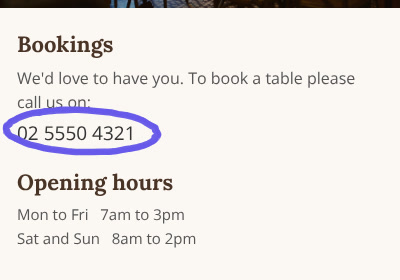 Bookings
We'd love to have you. To book a table please
call us on:
02 5550 4321
Opening hours
Mon to Fri 7am to 3pm
Sat and Sun 8am to 2pm